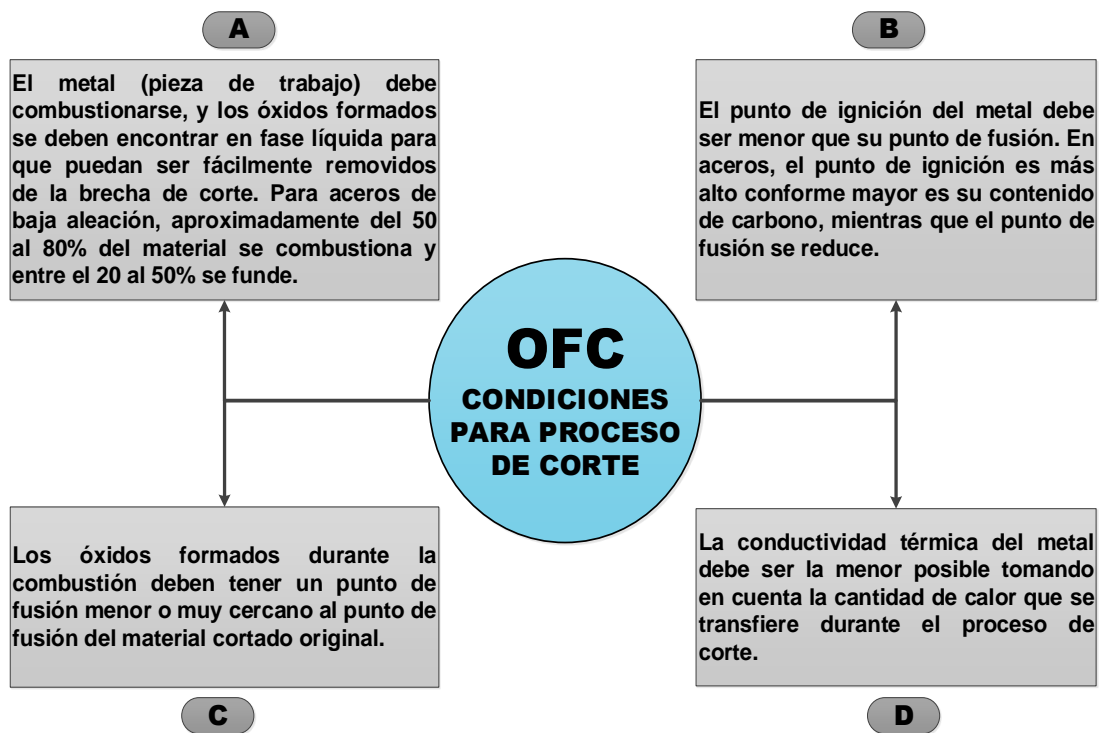 A
El metal (pieza de trabajo) debe
combustionarse, y los óxidos formados
se deben encontrar en fase líquida para
que puedan ser fácilmente removidos
de la brecha de corte. Para aceros de
baja aleación, aproximadamente del 50
al 80% del material se combustiona y
entre el 20 al 50% se funde.
B
El punto de ignición del metal debe
ser menor que su punto de fusión. En
aceros, el punto de ignición es más
alto conforme mayor es su contenido
de carbono, mientras que el punto de
fusión se reduce.
OFC
CONDICIONES
PARA PROCESO
DE CORTE
Los óxidos formados durante la
combustión deben tener un punto de
fusión menor o muy cercano al punto de
fusión del material cortado original.
C
La conductividad térmica del metal
debe ser la menor posible tomando
en cuenta la cantidad de calor que se
transfiere durante el proceso de
corte.
D